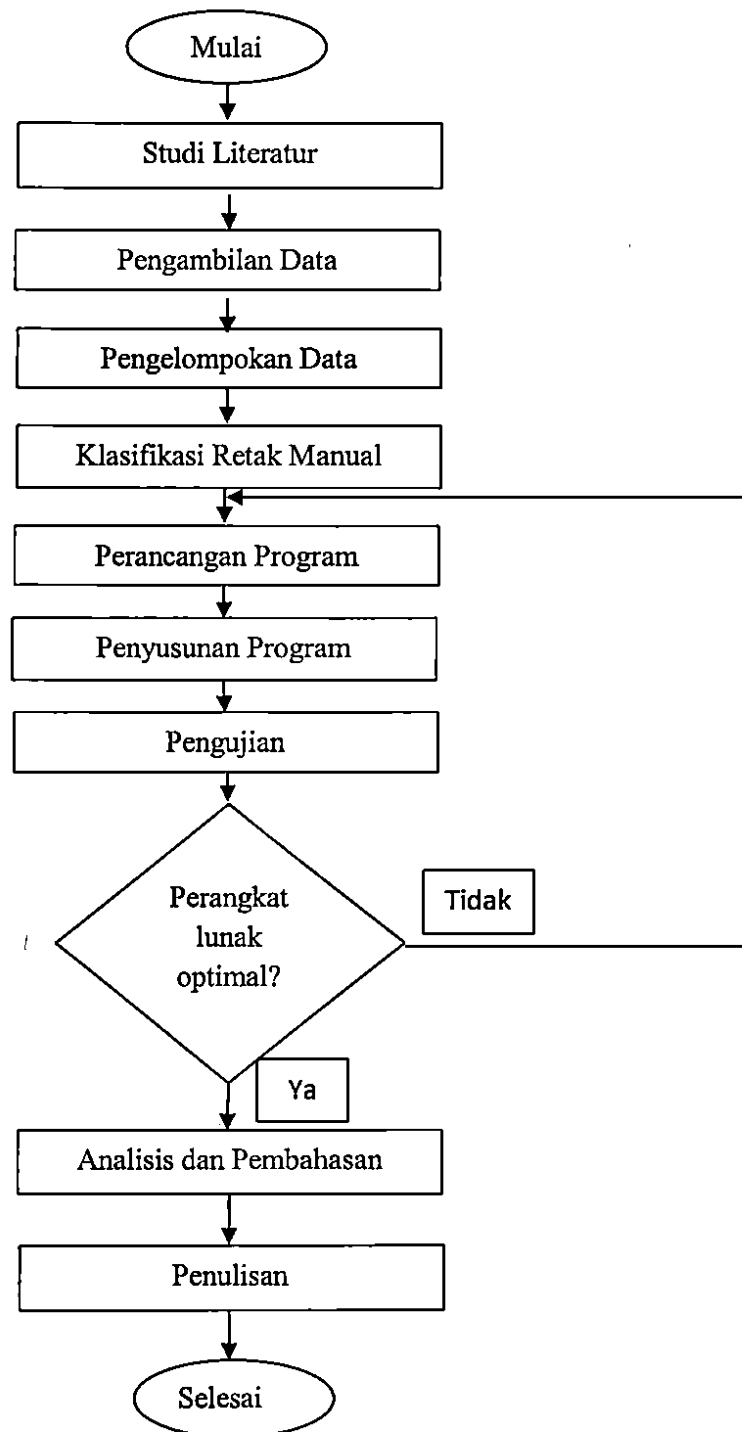 Mulai
Studi Literatur
Pengambilan Data
Pengelompokan Data
Klasifikasi Retak Manual
Perancangan Program
Penyusunan Program
Pengujian
Perangkat
lunak
optimal?
Tidak
Ya
Analisis dan Pembahasan
Penulisan
Selesai